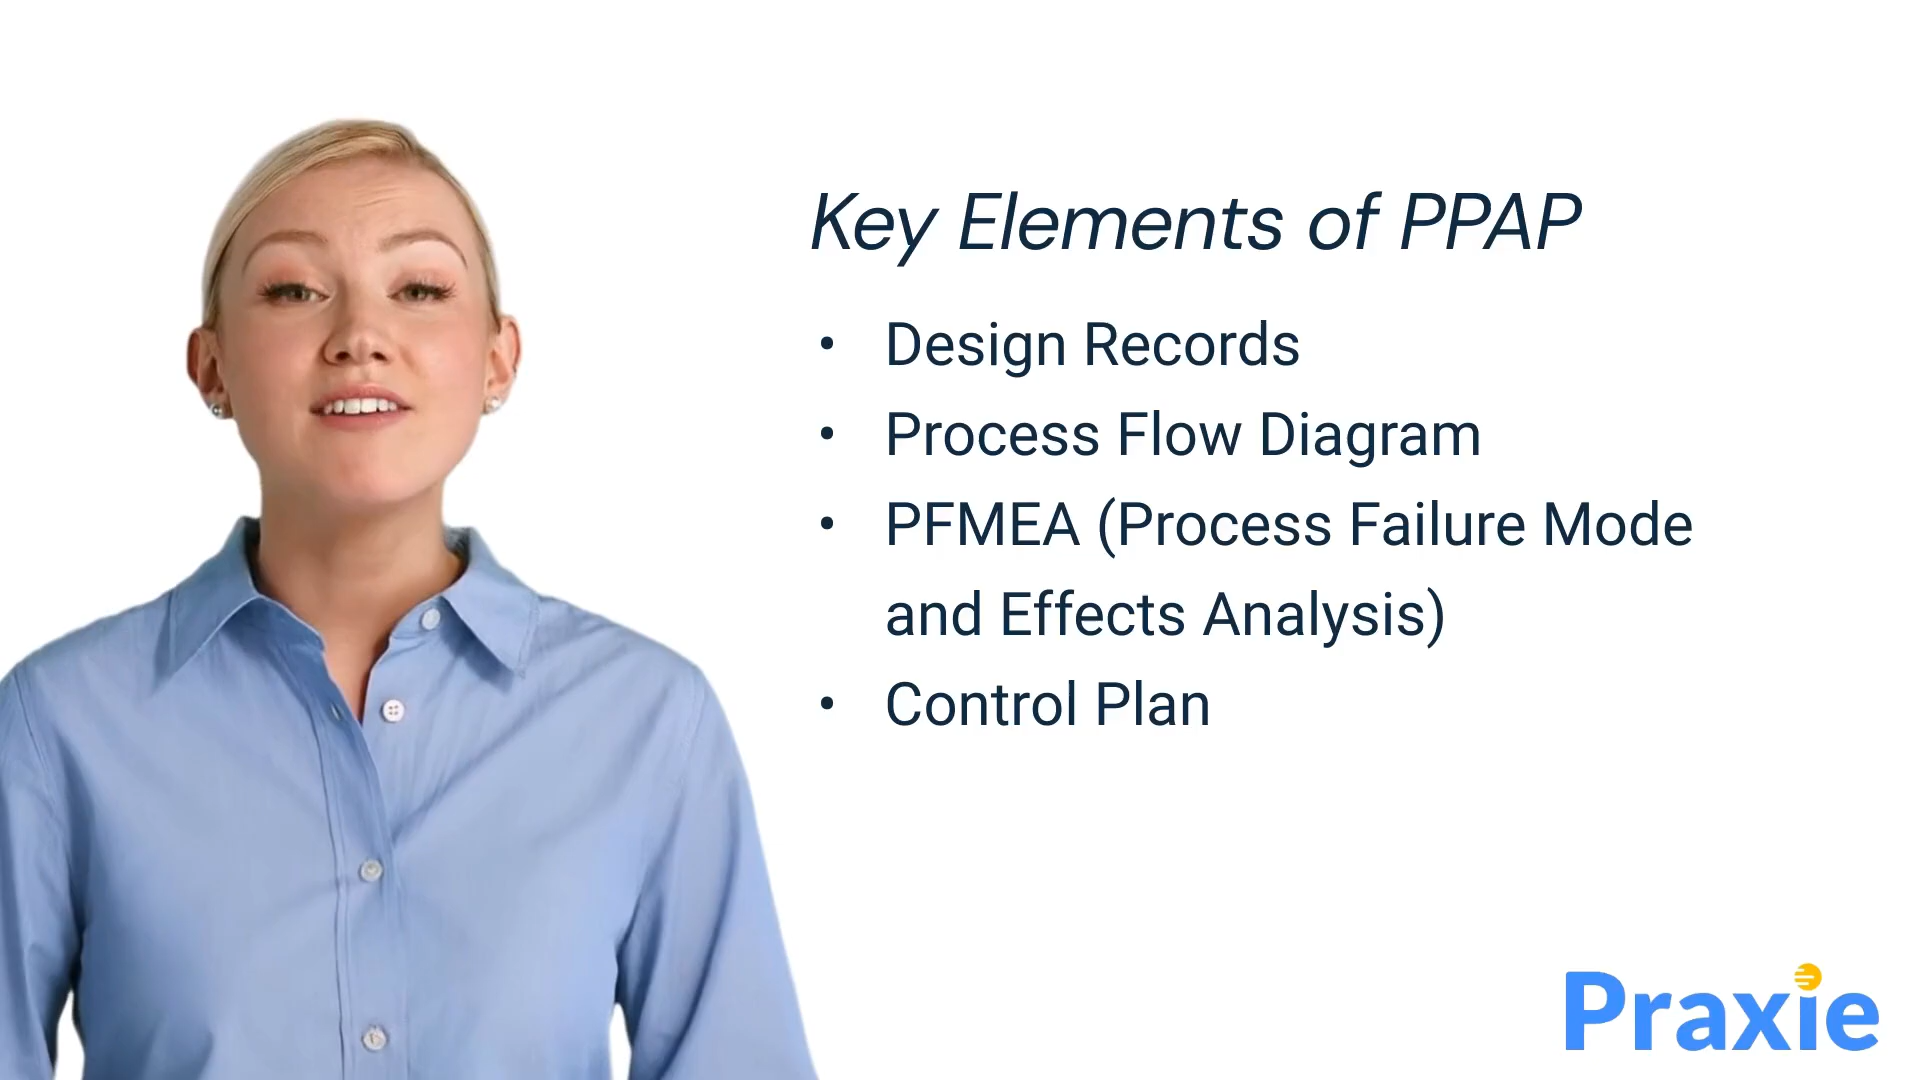 Key Elements of PPAP
• Design Records
• Process Flow Diagram
• PFMEA (Process Failure Mode
and Effects Analysis)
• Control Plan
Praxie